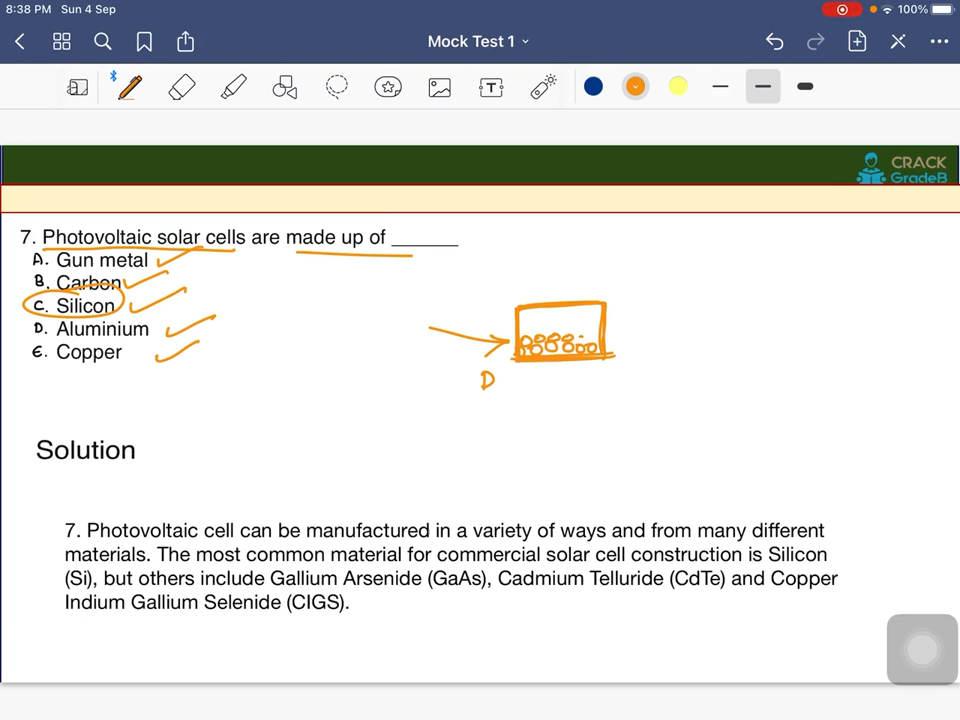 8:38 PM Sun 4 Sep 100%
Mock Test 1
T
CRACK
GradeB
7. Photovoltaic solar cells are made up of ______
A. Gun metal
B. Carbon
C. Silicon
D. Aluminium
E. Copper
D
Solution
7. Photovoltaic cell can be manufactured in a variety of ways and from many different
materials. The most common material for commercial solar cell construction is Silicon
(Si), but others include Gallium Arsenide (GaAs), Cadmium Telluride (CdTe) and Copper
Indium Gallium Selenide (CIGS).